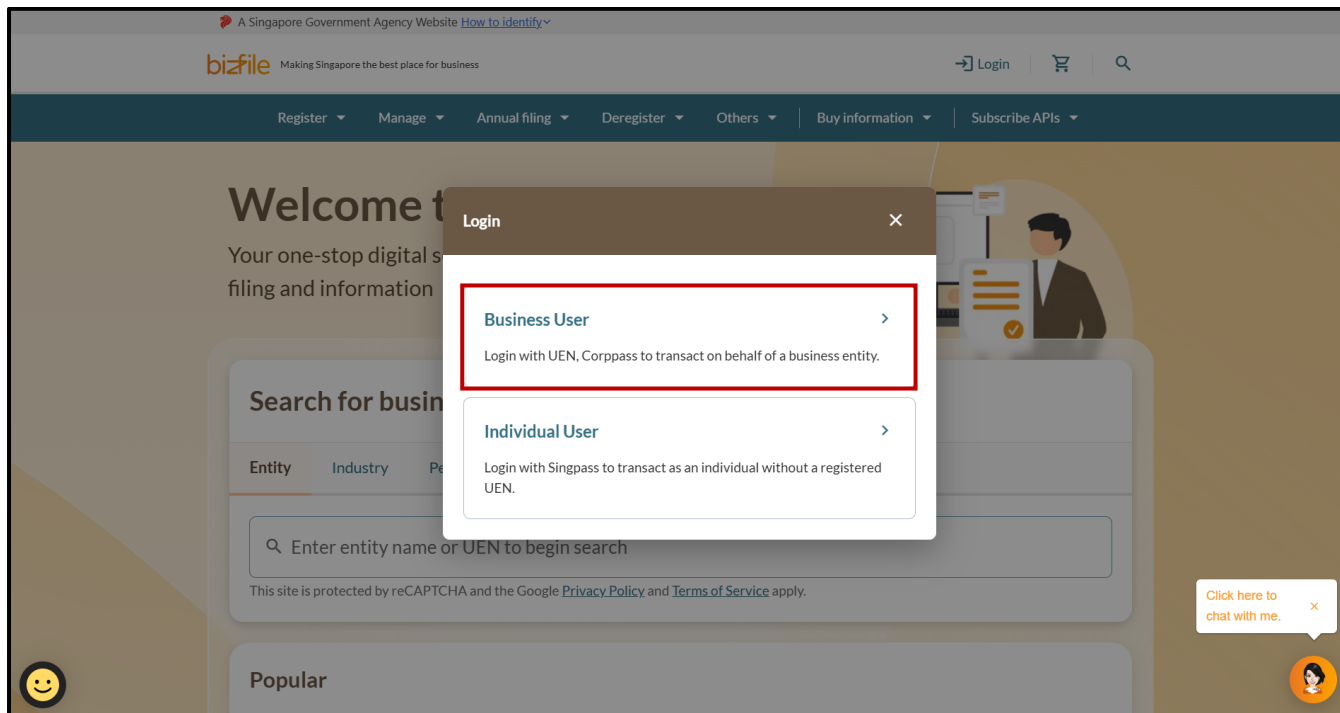 A Singapore Government Agency Website How to identify
bizfile Making Singapore the best place for business
Login
Register Manage Annual filing Deregister Others Buy information Subscribe APIs
Welcome t
Your one-stop digital s
filing and information
Login
Business User
Login with UEN, Corppass to transact on behalf of a business entity.
Individual User
Login with Singpass to transact as an individual without a registered
UEN.
Search for busin
Entity Industry Pe
Enter entity name or UEN to begin search
This site is protected by reCAPTCHA and the Google Privacy Policy and Terms of Service apply.
Click here to
chat with me.
Popular